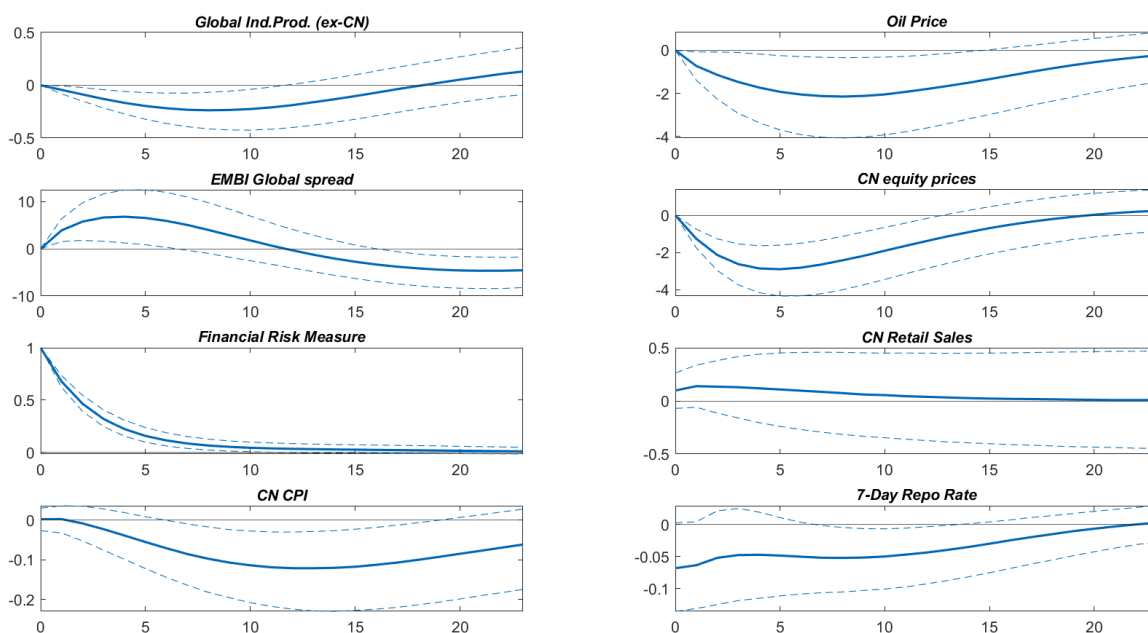 Global Ind.Prod. (ex-CN)
0.5
0
-0.5
0 5 10 15 20
Oil Price
0
-2
-4
0 5 10 15 20
EMBI Global spread
10
0
-10
0 5 10 15 20
CN equity prices
0
-2
-4
0 5 10 15 20
Financial Risk Measure
1
0.5
0
0 5 10 15 20
CN Retail Sales
0.5
0
-0.5
0 5 10 15 20
CN CPI
0
-0.1
-0.2
0 5 10 15 20
7-Day Repo Rate
0
-0.05
-0.1
0 5 10 15 20